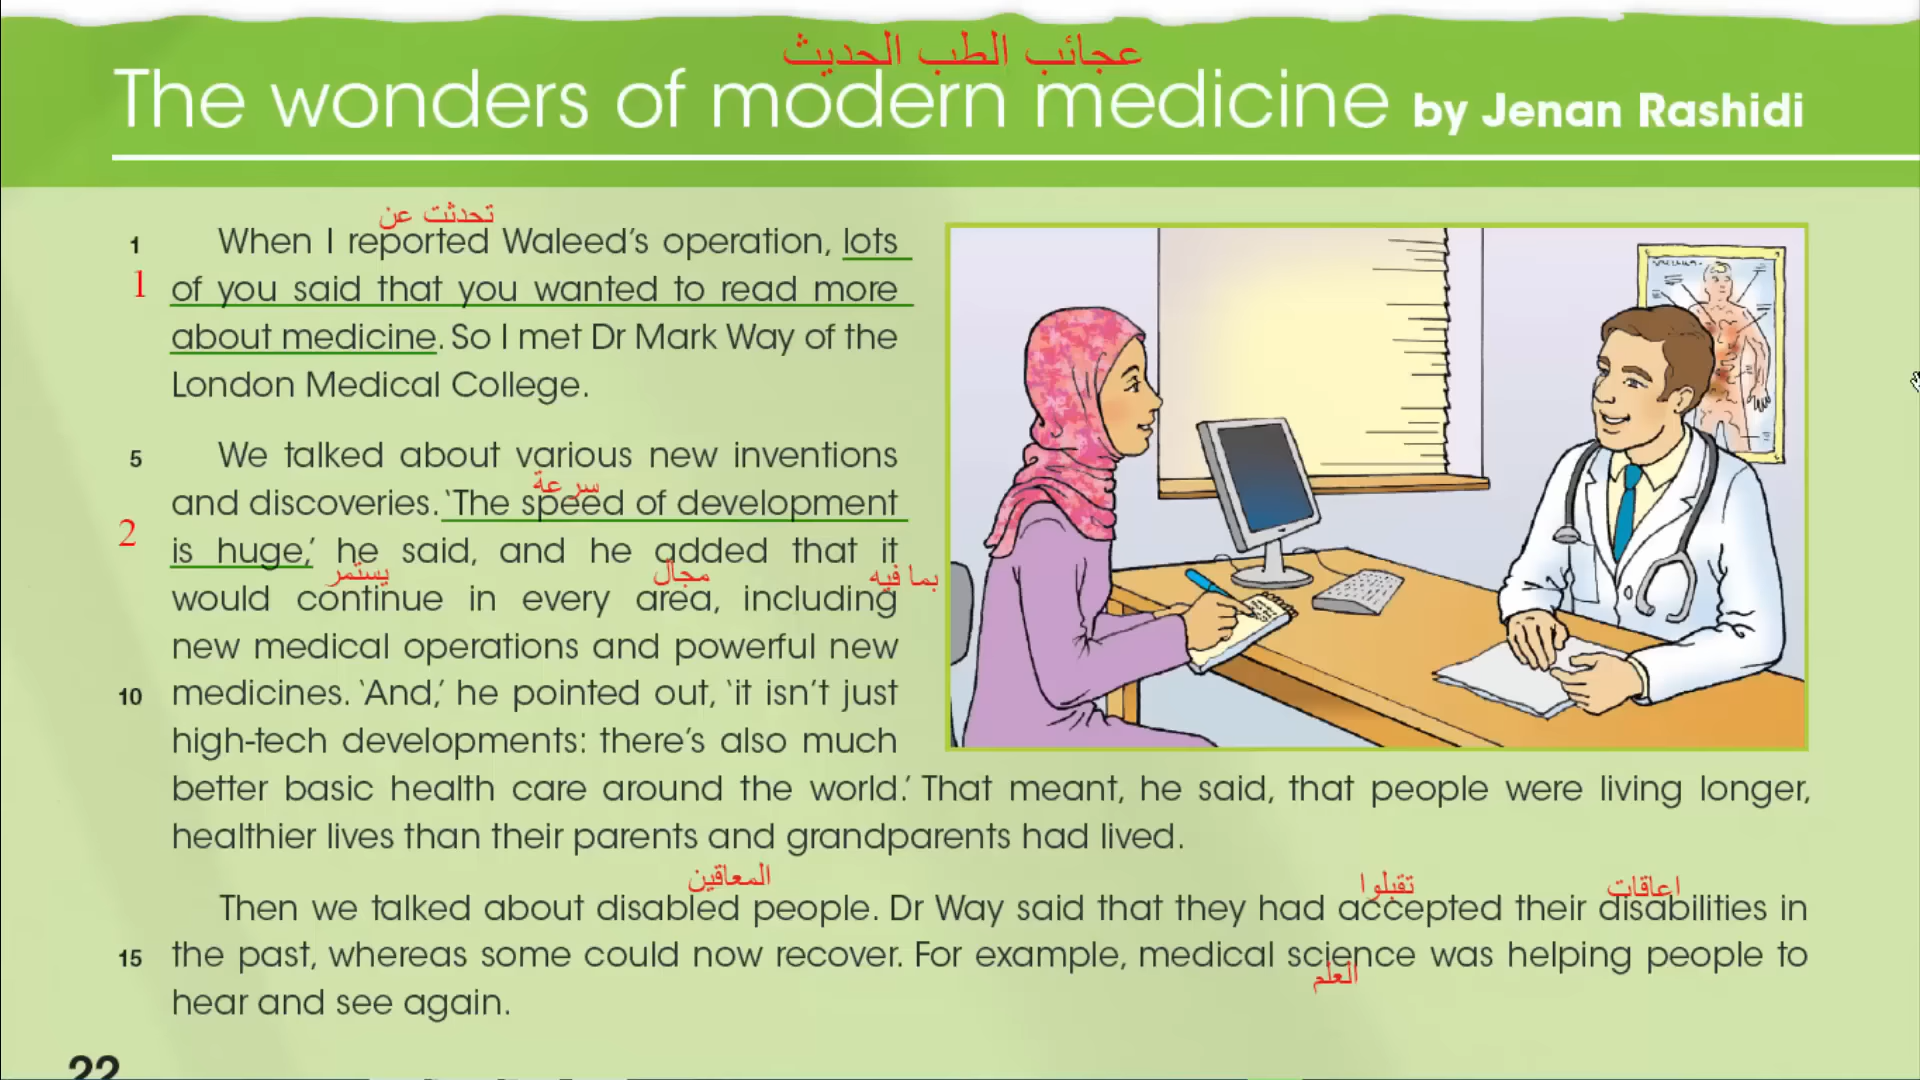 عجائب الطب الحديث
The wonders of modern medicine by Jenan Rashidi
تحدثت عن
1 When I reported Waleed's operation, lots
1 of you said that you wanted to read more
about medicine. So I met Dr Mark Way of the
London Medical College.
5 We talked about various new inventions
سرعة
and discoveries. 'The speed of development
2 is huge,' he said, and he added that it
يستمر مجال بما فيه
would continue in every area, including
new medical operations and powerful new
10 medicines. 'And,' he pointed out, 'it isn't just
high-tech developments: there's also much
better basic health care around the world.' That meant, he said, that people were living longer,
healthier lives than their parents and grandparents had lived.
المعاقين تقبلوا اعاقات
Then we talked about disabled people. Dr Way said that they had accepted their disabilities in
15 the past, whereas some could now recover. For example, medical science was helping people to
العلم
hear and see again.
22